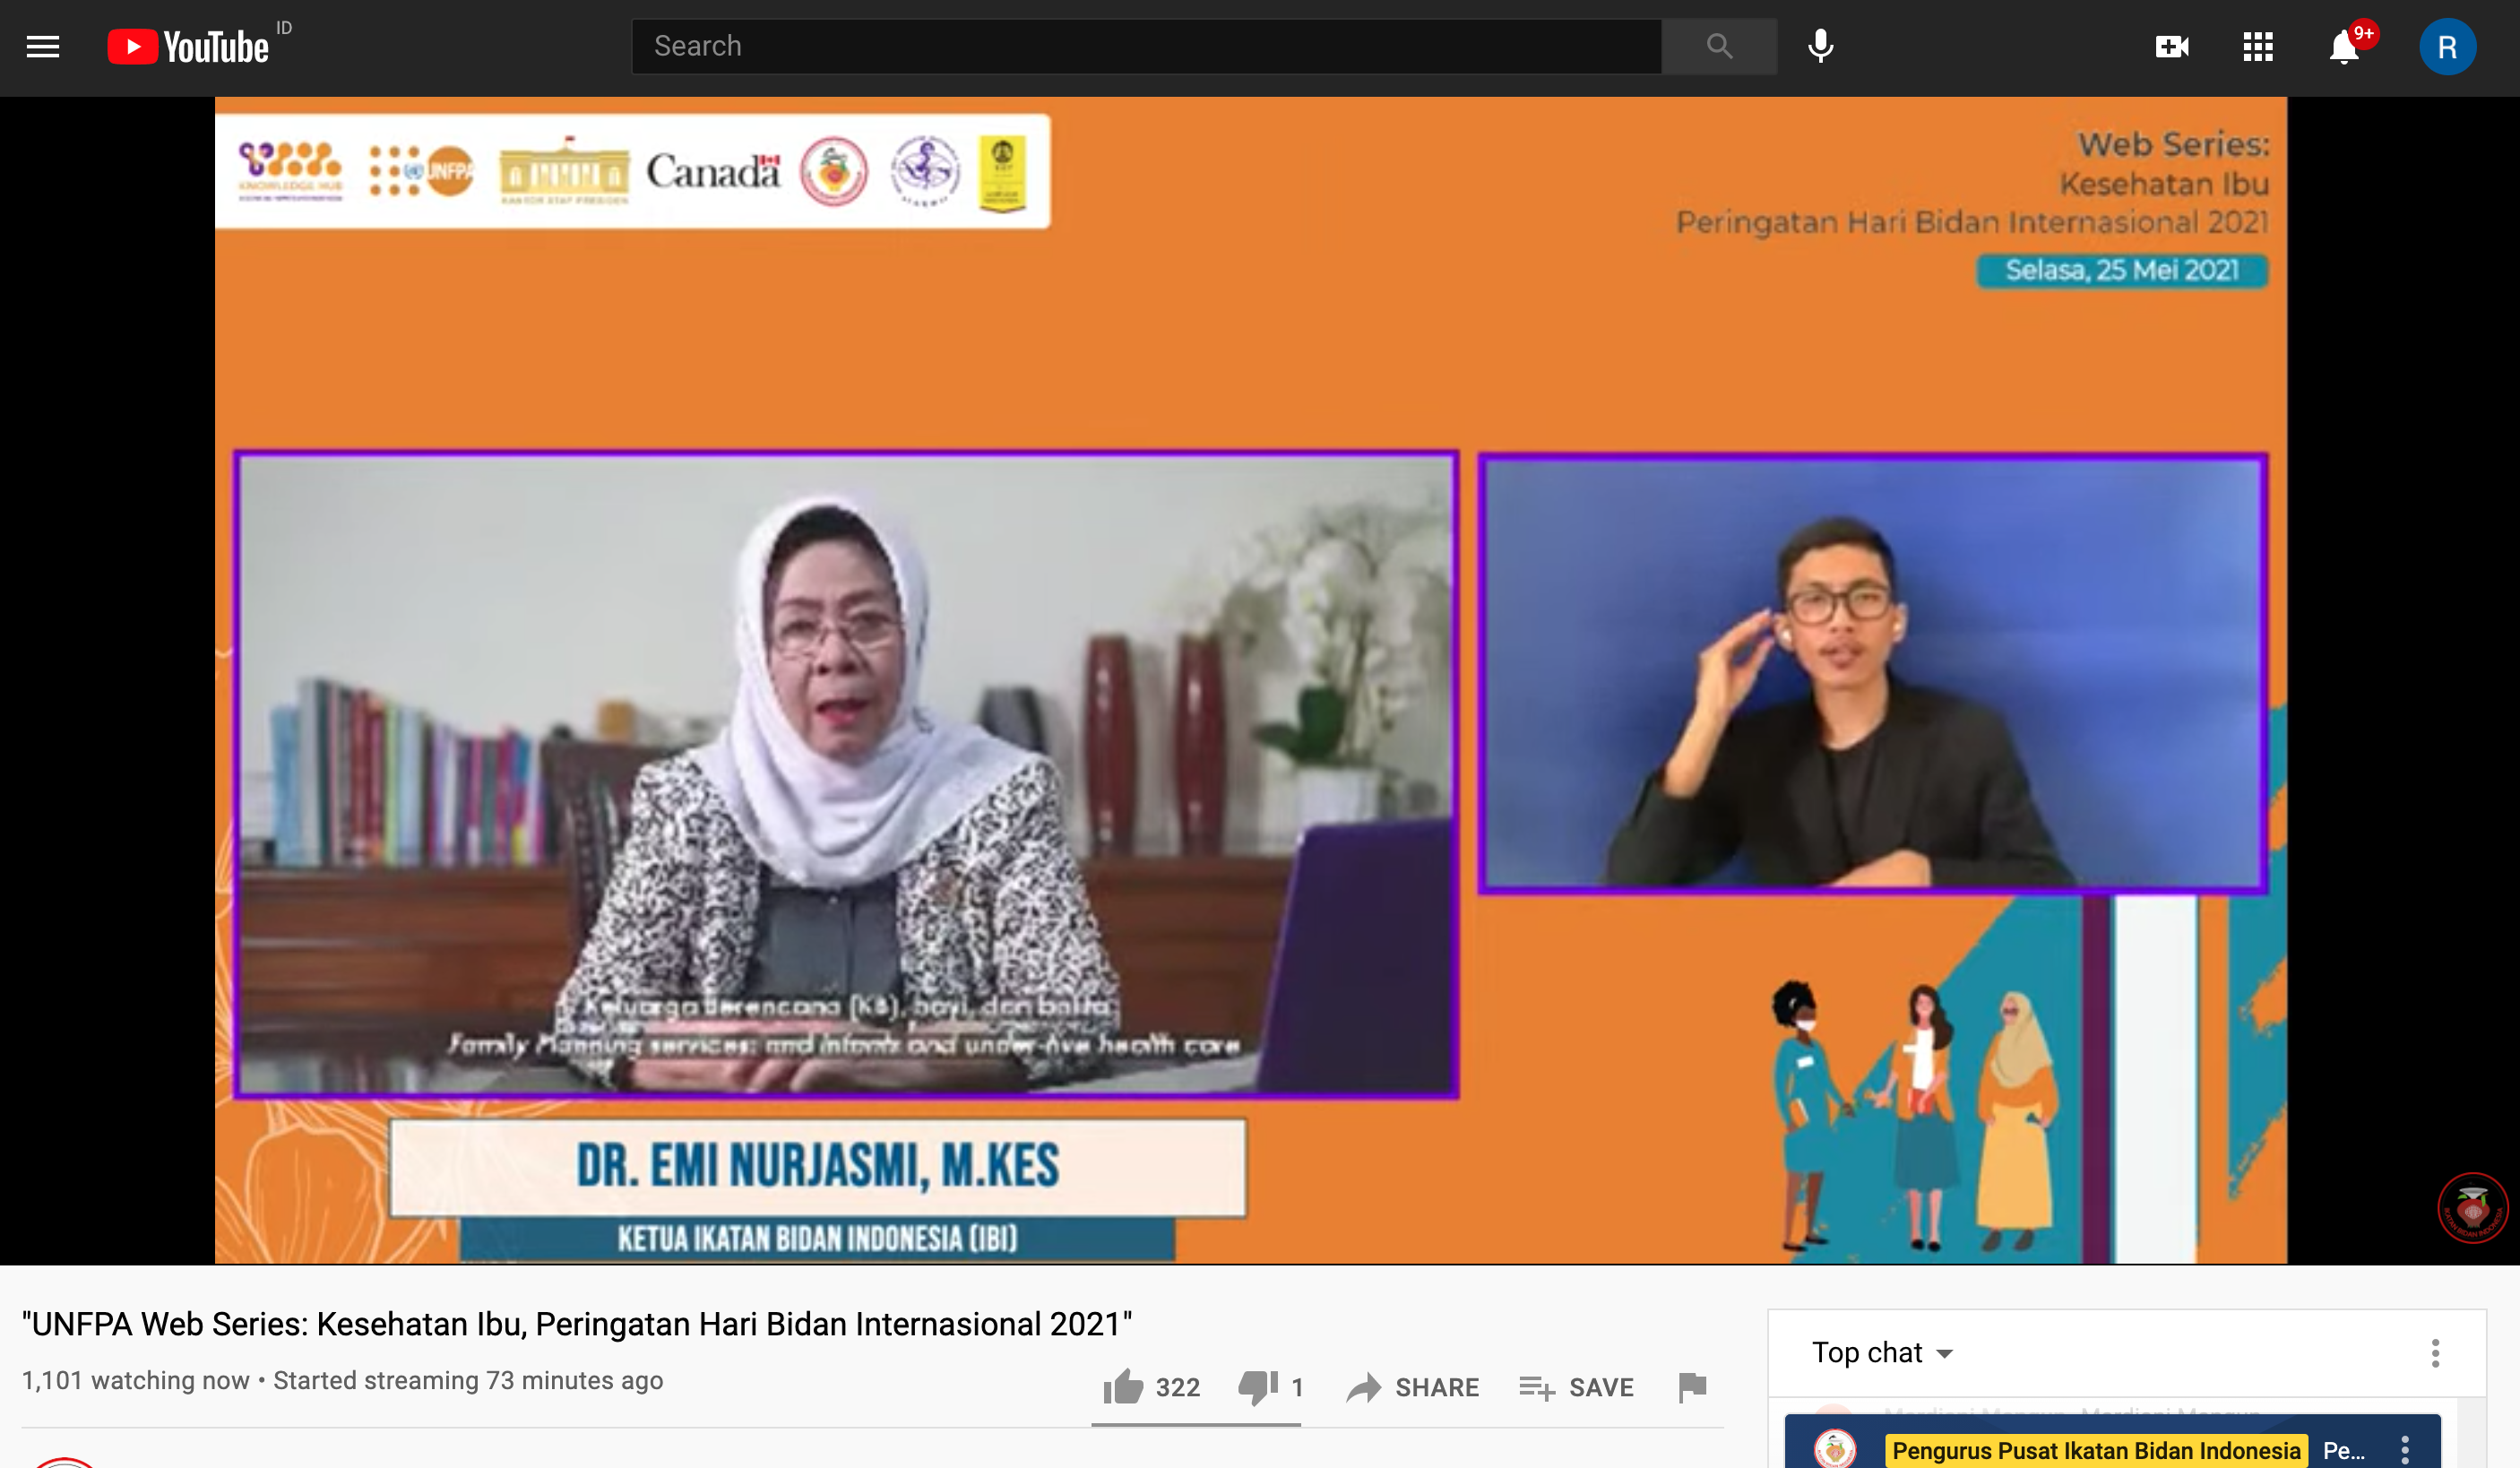 YouTube ID
Search
9+
R
KNOWLEDGE HUB
UNFPA
KANTOR STAF PRESIDEN
Canada
Web Series:
Kesehatan Ibu
Peringatan Hari Bidan Internasional 2021
Selasa, 25 Mei 2021
Keluarga Berencana (KB), bayi, dan balita
Family Planning services; and infants and under-five health care
DR. EMI NURJASMI, M.KES
KETUA IKATAN BIDAN INDONESIA (IBI)
IKATAN BIDAN INDONESIA
"UNFPA Web Series: Kesehatan Ibu, Peringatan Hari Bidan Internasional 2021"
1,101 watching now • Started streaming 73 minutes ago
322
1
SHARE
SAVE
Top chat
Pengurus Pusat Ikatan Bidan Indonesia Pe...